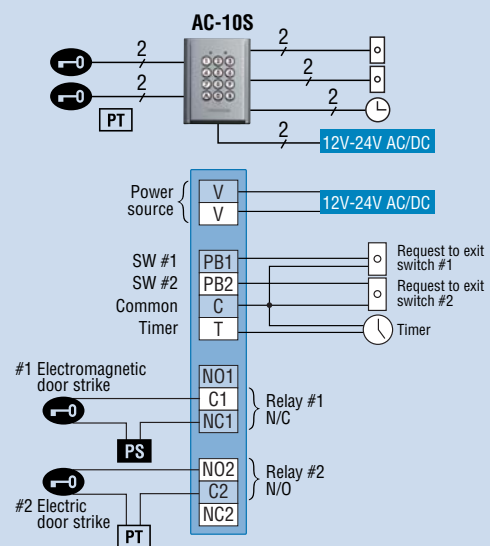 AC-10S
2
2
2
2
2
2
PT
12V-24V AC/DC
Power source
V
V
12V-24V AC/DC
SW #1
PB1
Request to exit
switch #1
SW #2
PB2
Request to exit
switch #2
Common
C
Timer
T
Timer
#1 Electromagnetic
door strike
NO1
C1
NC1
Relay #1
N/C
PS
NO2
C2
NC2
Relay #2
N/O
#2 Electric
door strike
PT